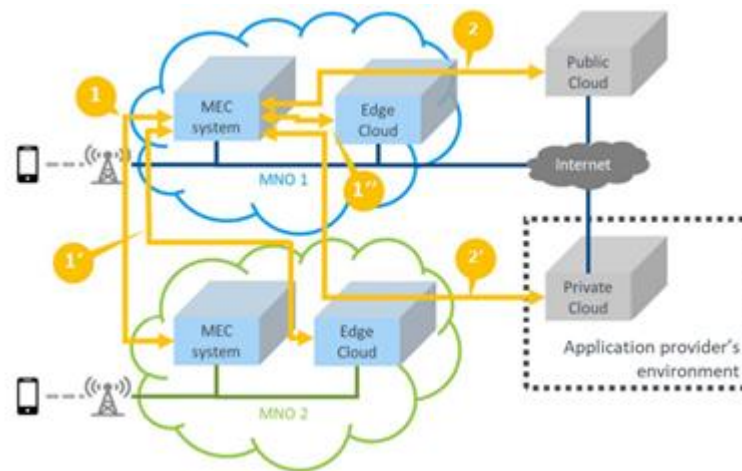 2
Public
Cloud
1
MEC
system
Edge
Cloud
Internet
MNO 1
1''
1'
2'
Private
Cloud
MEC
system
Edge
Cloud
Application provider's
environment
MNO 2